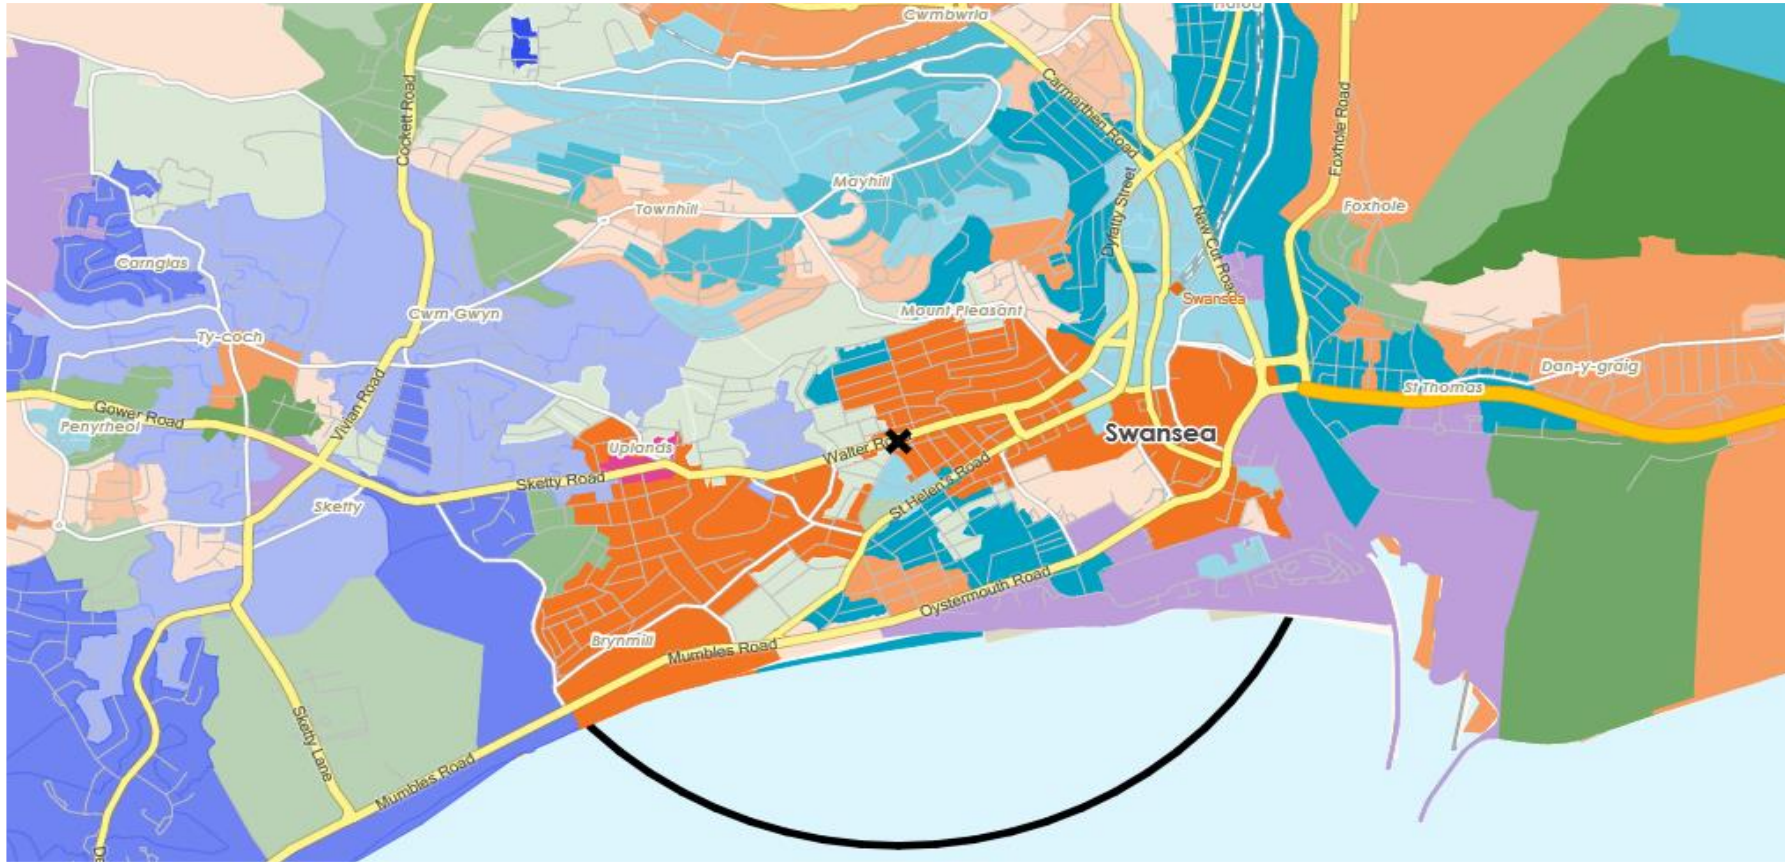 Cwmbwrla
Hafod
Cockett Road
Carmarthen Road
Foxhole Road
Mayhill
Townhill
Dyfatty Street
New Cut Road
Foxhole
Carnglas
Swansea
Cwm Gwyn
Mount Pleasant
Ty-coch
Dan-y-graig
St Thomas
Vivian Road
Gower Road
Penyrheol
Swansea
Uplands
Walter
Sketty Road
St Helen's Road
Sketty
Oystermouth Road
Brynmill
Mumbles Road
Sketty Lane
Mumbles Road